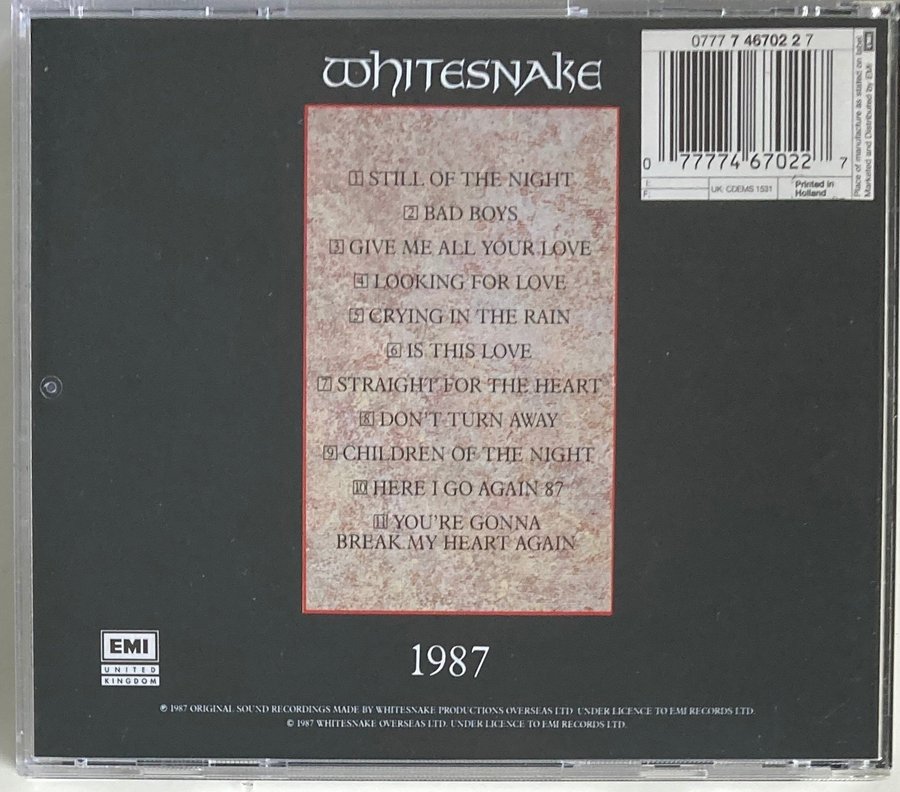 WHITESNAKE
0777 7 46702 2 7
0 77774 67022 7
UK: CDEMS 1531
Printed in
Holland
Place of manufacture as stated on label
Marketed and Distributed by EMI
EMI
1 STILL OF THE NIGHT
2 BAD BOYS
3 GIVE ME ALL YOUR LOVE
4 LOOKING FOR LOVE
5 CRYING IN THE RAIN
6 IS THIS LOVE
7 STRAIGHT FOR THE HEART
8 DON'T TURN AWAY
9 CHILDREN OF THE NIGHT
10 HERE I GO AGAIN 87
11 YOU'RE GONNA
BREAK MY HEART AGAIN
1987
EMI
UNITED
KINGDOM
℗ 1987 ORIGINAL SOUND RECORDINGS MADE BY WHITESNAKE PRODUCTIONS OVERSEAS LTD. UNDER LICENCE TO EMI RECORDS LTD.
© 1987 WHITESNAKE OVERSEAS LTD. UNDER LICENCE TO EMI RECORDS LTD.